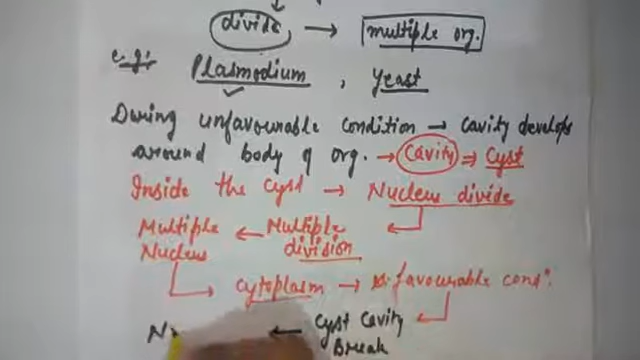 divide → multiple org.
e.g: Plasmodium , Yeast
During unfavourable condition → cavity develops
around body of org. → Cavity ⇒ Cyst
Inside the cyst → Nucleus divide
Multiple ← Multiple
Nucleus division
cytoplasm → favourable condn.
N ← Cyst Cavity
Break